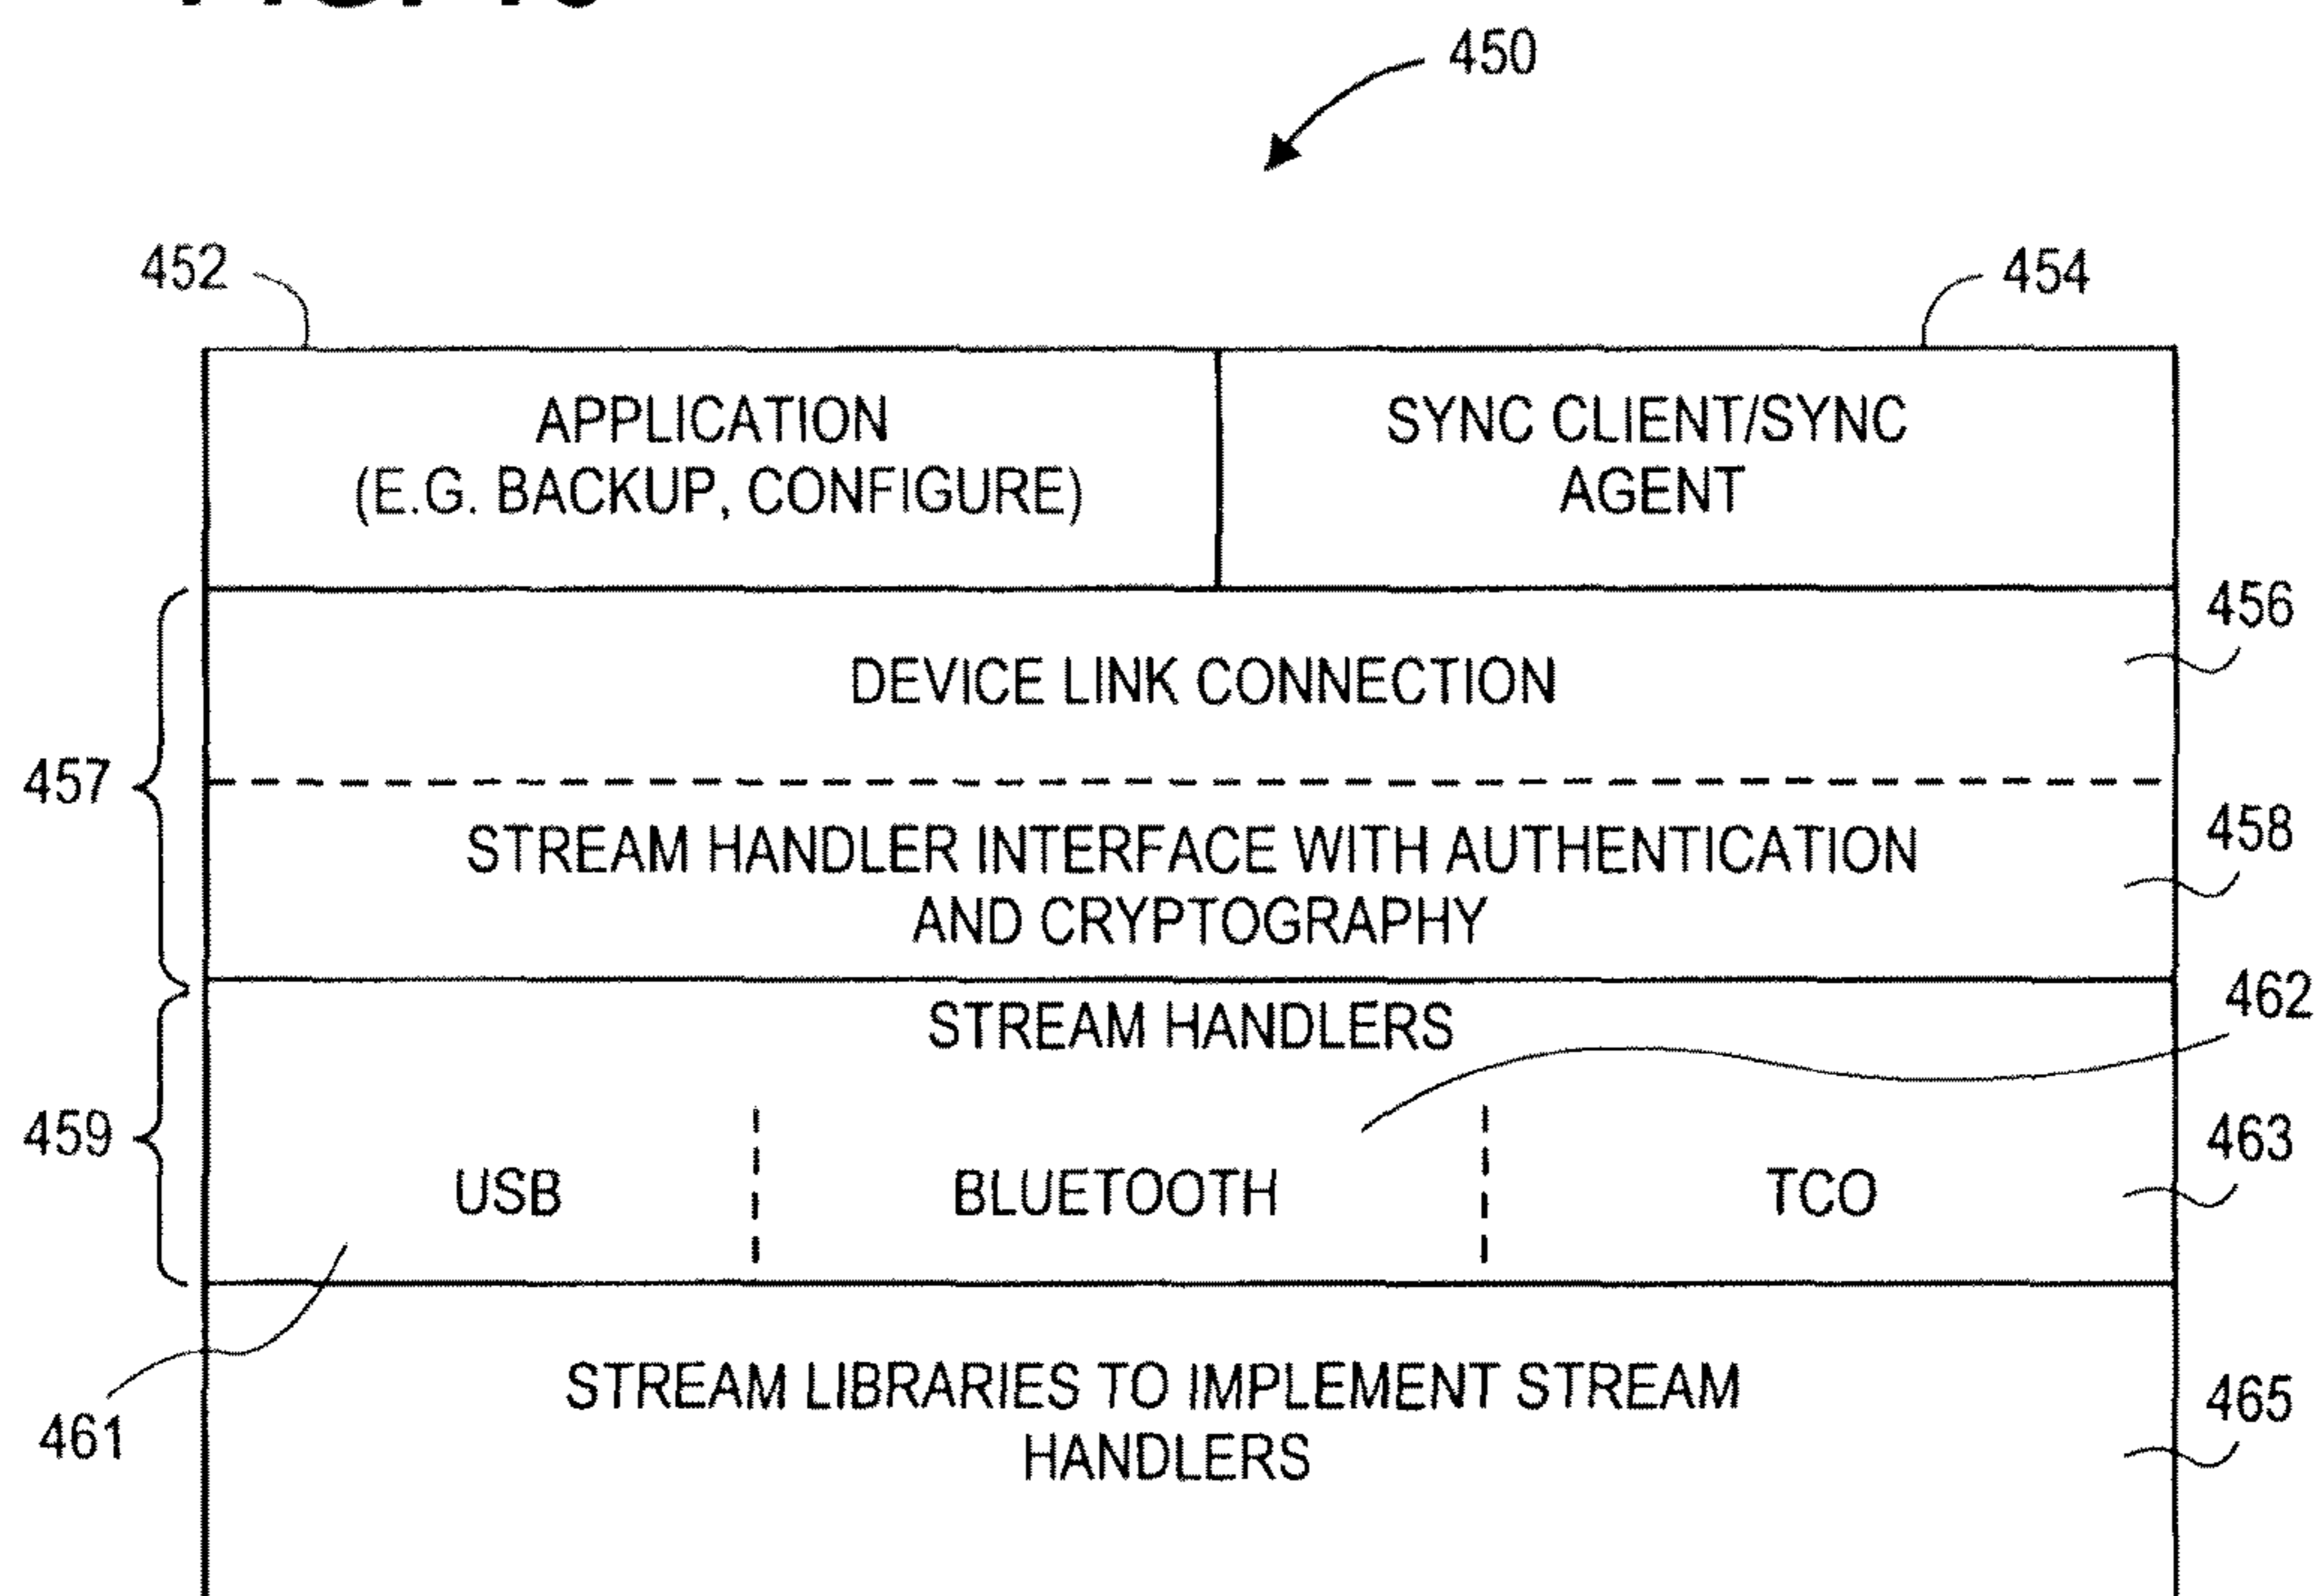 450
452
454
APPLICATION
(E.G. BACKUP, CONFIGURE)
SYNC CLIENT/SYNC
AGENT
456
DEVICE LINK CONNECTION
457
458
STREAM HANDLER INTERFACE WITH AUTHENTICATION
AND CRYPTOGRAPHY
462
STREAM HANDLERS
459
463
USB
BLUETOOTH
TCO
461
STREAM LIBRARIES TO IMPLEMENT STREAM
HANDLERS
465